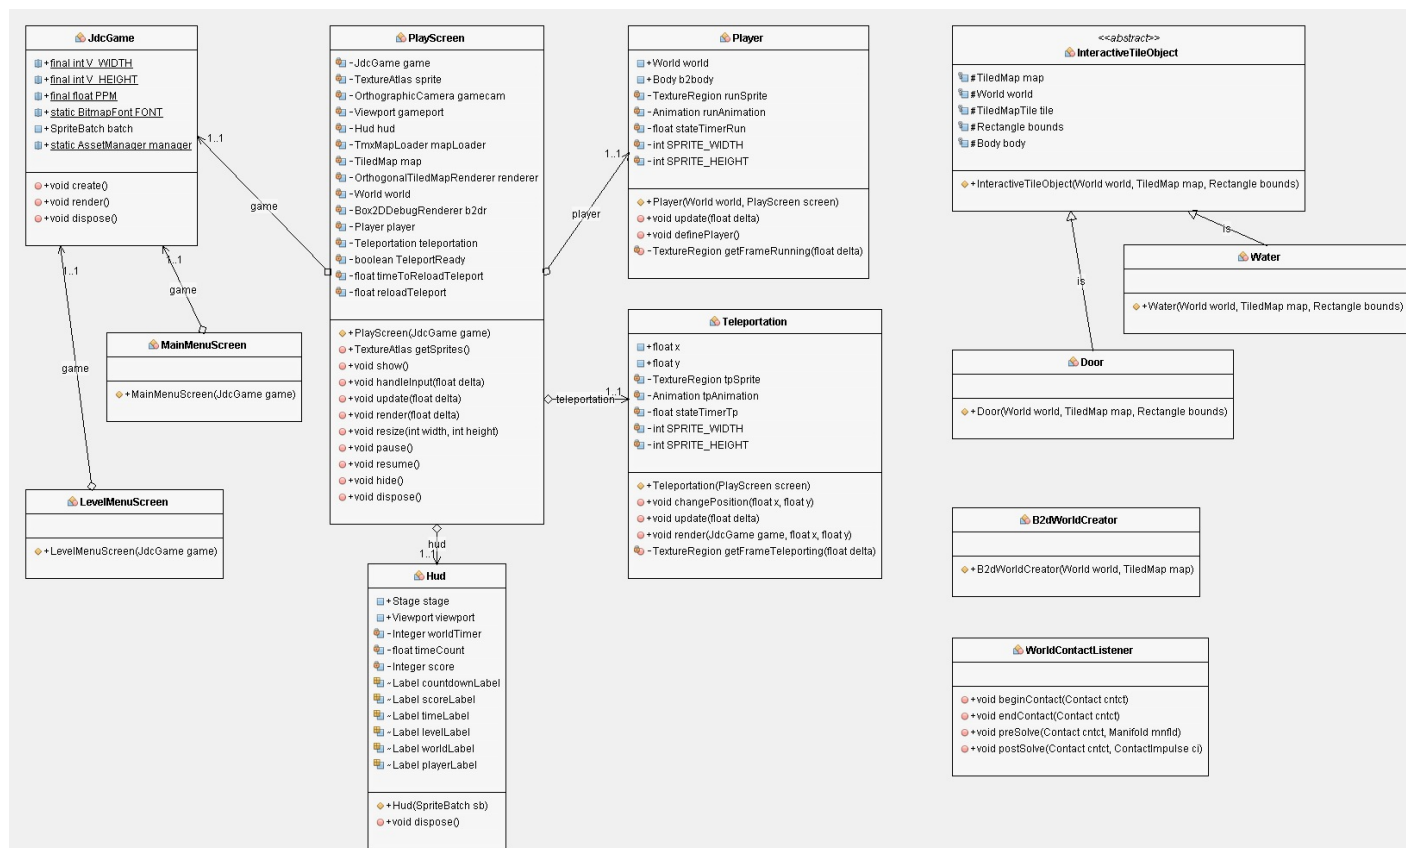 JdcGame
+final int V_WIDTH
+final int V_HEIGHT
+final float PPM
+static BitmapFont FONT
+SpriteBatch batch
+static AssetManager manager
+void create()
+void render()
+void dispose()
PlayScreen
-JdcGame game
-TextureAtlas sprite
-OrthographicCamera gamecam
-Viewport gameport
-Hud hud
-TmxMapLoader mapLoader
-TiledMap map
-OrthogonalTiledMapRenderer renderer
-World world
-Box2DDebugRenderer b2dr
-Player player
-Teleportation teleportation
-boolean TeleportReady
-float timeToReloadTeleport
-float reloadTeleport
+PlayScreen(JdcGame game)
+TextureAtlas getSprites()
+void show()
+void handleInput(float delta)
+void update(float delta)
+void render(float delta)
+void resize(int width, int height)
+void pause()
+void resume()
+void hide()
+void dispose()
Player
+World world
+Body b2body
-TextureRegion runSprite
-Animation runAnimation
-float stateTimerRun
-int SPRITE_WIDTH
-int SPRITE_HEIGHT
+Player(World world, PlayScreen screen)
+void update(float delta)
+void definePlayer()
-TextureRegion getFrameRunning(float delta)
<<abstract>>
InteractiveTileObject
#TiledMap map
#World world
#TiledMapTile tile
#Rectangle bounds
#Body body
+InteractiveTileObject(World world, TiledMap map, Rectangle bounds)
1..1
game
1..1
player
is
Water
+Water(World world, TiledMap map, Rectangle bounds)
1..1
game
1..1
game
is
MainMenuScreen
+MainMenuScreen(JdcGame game)
Teleportation
+float x
+float y
-TextureRegion tpSprite
-Animation tpAnimation
-float stateTimerTp
-int SPRITE_WIDTH
-int SPRITE_HEIGHT
+Teleportation(PlayScreen screen)
+void changePosition(float x, float y)
+void update(float delta)
+void render(JdcGame game, float x, float y)
-TextureRegion getFrameTeleporting(float delta)
teleportation
1..1
Door
+Door(World world, TiledMap map, Rectangle bounds)
LevelMenuScreen
+LevelMenuScreen(JdcGame game)
hud
1..1
Hud
+Stage stage
+Viewport viewport
-Integer worldTimer
-float timeCount
-Integer score
~Label countdownLabel
~Label scoreLabel
~Label timeLabel
~Label levelLabel
~Label worldLabel
~Label playerLabel
+Hud(SpriteBatch sb)
+void dispose()
B2dWorldCreator
+B2dWorldCreator(World world, TiledMap map)
WorldContactListener
+void beginContact(Contact cntct)
+void endContact(Contact cntct)
+void preSolve(Contact cntct, Manifold mnfld)
+void postSolve(Contact cntct, ContactImpulse ci)